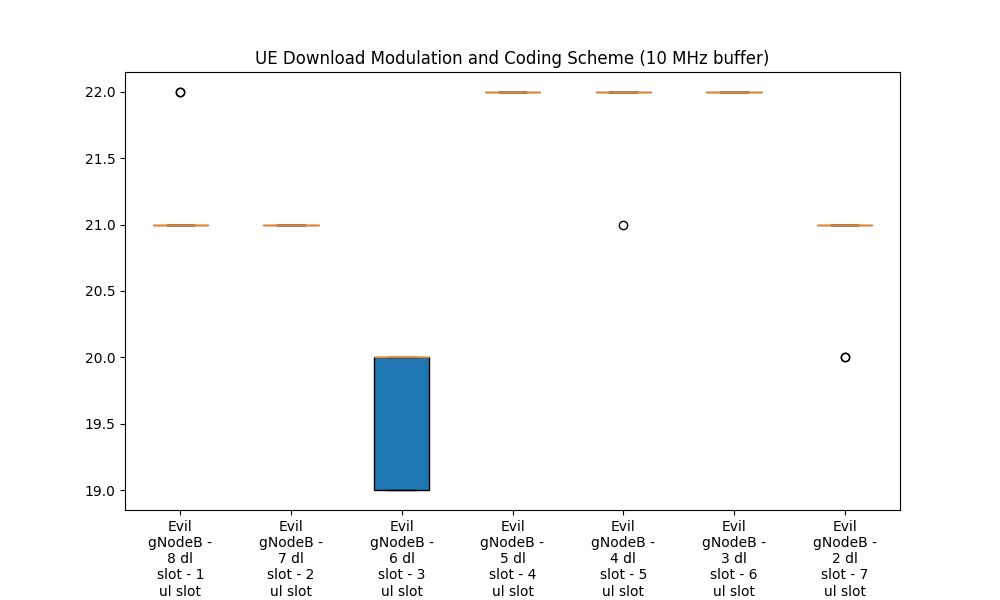 UE Download Modulation and Coding Scheme (10 MHz buffer)
22.0
21.5
21.0
20.5
20.0
19.5
19.0
Evil
gNodeB -
8 dl
slot - 1
ul slot
Evil
gNodeB -
7 dl
slot - 2
ul slot
Evil
gNodeB -
6 dl
slot - 3
ul slot
Evil
gNodeB -
5 dl
slot - 4
ul slot
Evil
gNodeB -
4 dl
slot - 5
ul slot
Evil
gNodeB -
3 dl
slot - 6
ul slot
Evil
gNodeB -
2 dl
slot - 7
ul slot